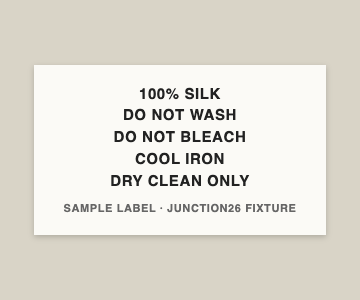 100% SILK
DO NOT WASH
DO NOT BLEACH
COOL IRON
DRY CLEAN ONLY
SAMPLE LABEL · JUNCTION26 FIXTURE